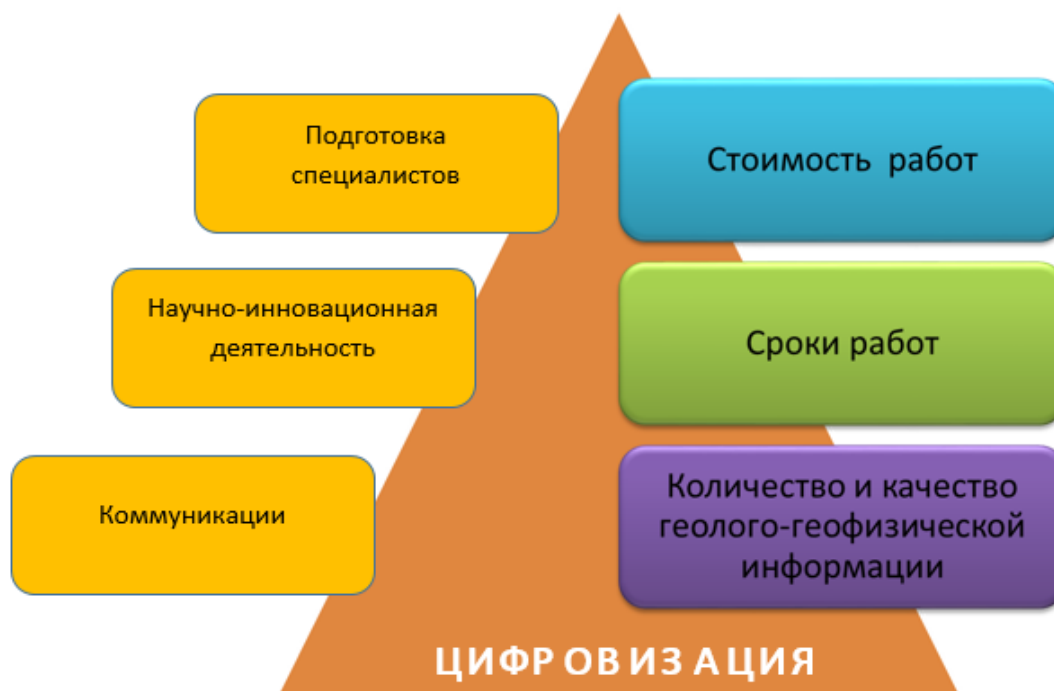 Подготовка
специалистов
Стоимость работ
Научно-инновационная
деятельность
Сроки работ
Коммуникации
Количество и качество
геолого-геофизической
информации
ЦИФРОВИЗАЦИЯ